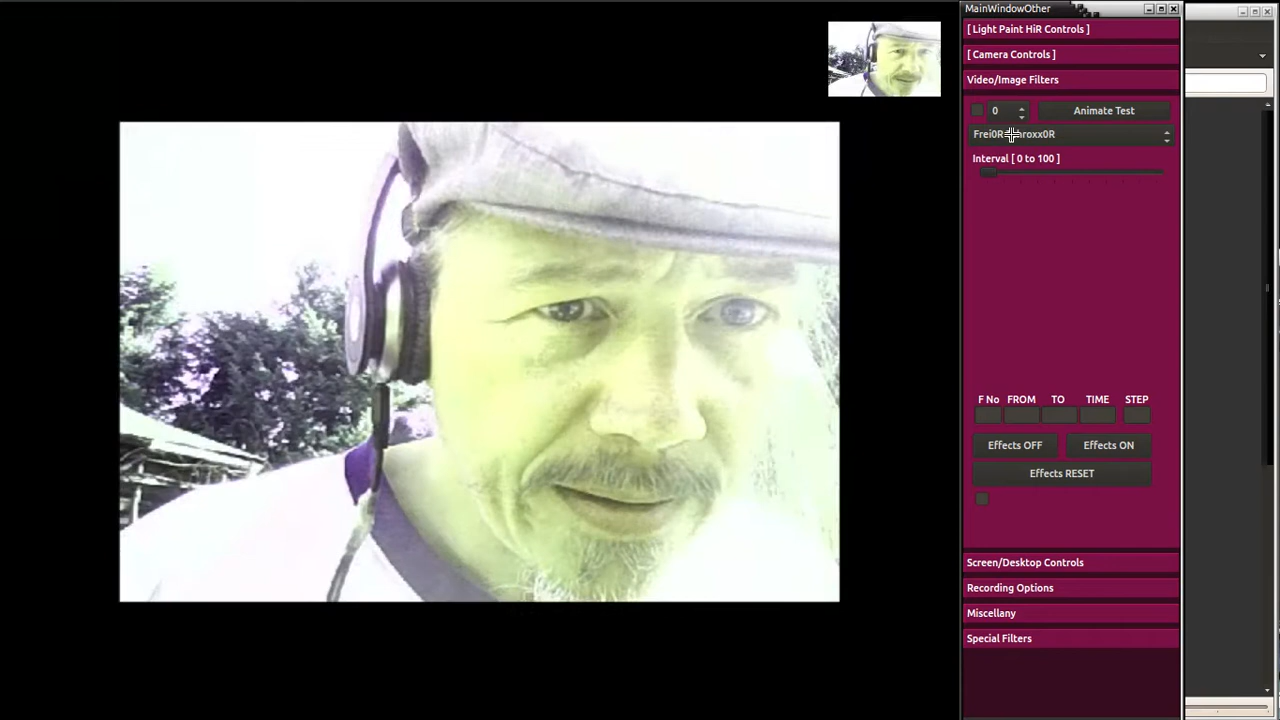 MainWindowOther
[ Light Paint HiR Controls ]
[ Camera Controls ]
Video/Image Filters
0
Animate Test
Interval [ 0 to 100 ]
F No FROM TO TIME STEP
Effects OFF
Effects ON
Effects RESET
Screen/Desktop Controls
Recording Options
Miscellany
Special Filters